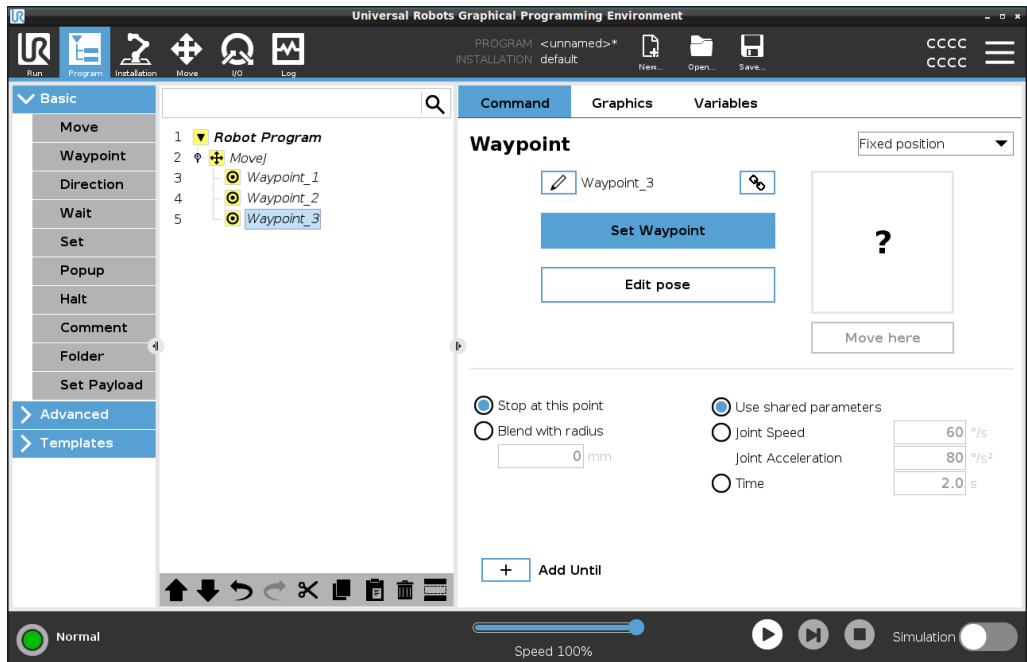 UR
Universal Robots Graphical Programming Environment
Run
Program
Installation
Move
I/O
Log
PROGRAM <unnamed>*
INSTALLATION default
New...
Open...
Save...
CCCC
CCCC
Basic
Move
Waypoint
Direction
Wait
Set
Popup
Halt
Comment
Folder
Set Payload
Advanced
Templates
1 Robot Program
2 MoveJ
3 Waypoint_1
4 Waypoint_2
5 Waypoint_3
Command Graphics Variables
Waypoint
Fixed position
Waypoint_3
Set Waypoint
Edit pose
?
Move here
Stop at this point
Blend with radius
0 mm
Use shared parameters
Joint Speed 60 °/s
Joint Acceleration 80 °/s²
Time 2.0 s
+ Add Until
Normal
Speed 100%
Simulation